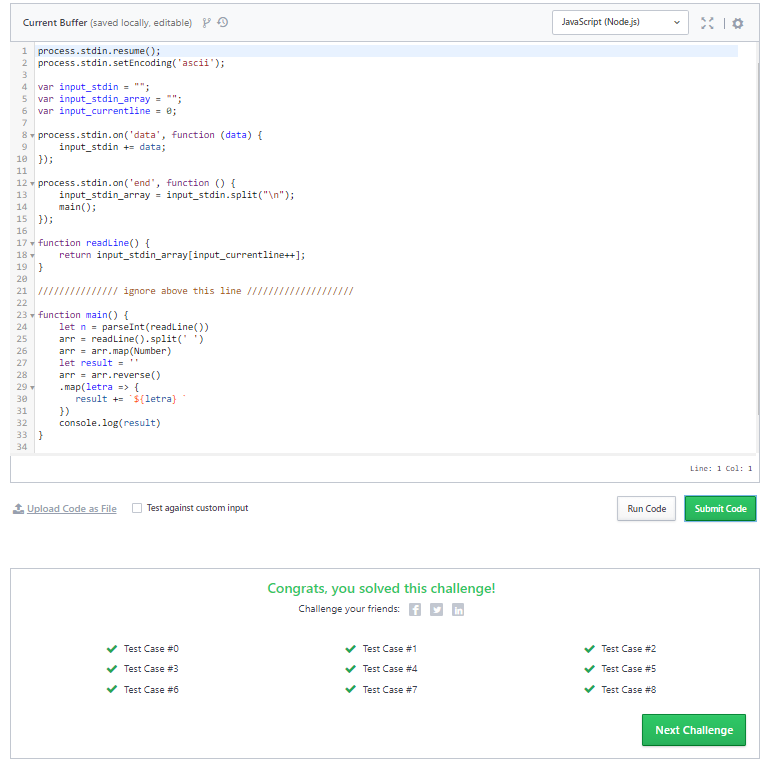 Current Buffer (saved locally, editable)
JavaScript (Node.js)
1 process.stdin.resume();
2 process.stdin.setEncoding('ascii');
3
4 var input_stdin = "";
5 var input_stdin_array = "";
6 var input_currentline = 0;
7
8 process.stdin.on('data', function (data) {
9     input_stdin += data;
10 });
11
12 process.stdin.on('end', function () {
13     input_stdin_array = input_stdin.split("\n");
14     main();
15 });
16
17 function readLine() {
18     return input_stdin_array[input_currentline++];
19 }
20
21 /////////////// ignore above this line ////////////////////
22
23 function main() {
24     let n = parseInt(readLine())
25     arr = readLine().split(' ')
26     arr = arr.map(Number)
27     let result = ''
28     arr = arr.reverse()
29     .map(letra => {
30        result += `${letra} `
31     })
32     console.log(result)
33 }
34
Line: 1 Col: 1
Upload Code as File
Test against custom input
Run Code
Submit Code
Congrats, you solved this challenge!
Challenge your friends:
Test Case #0
Test Case #1
Test Case #2
Test Case #3
Test Case #4
Test Case #5
Test Case #6
Test Case #7
Test Case #8
Next Challenge